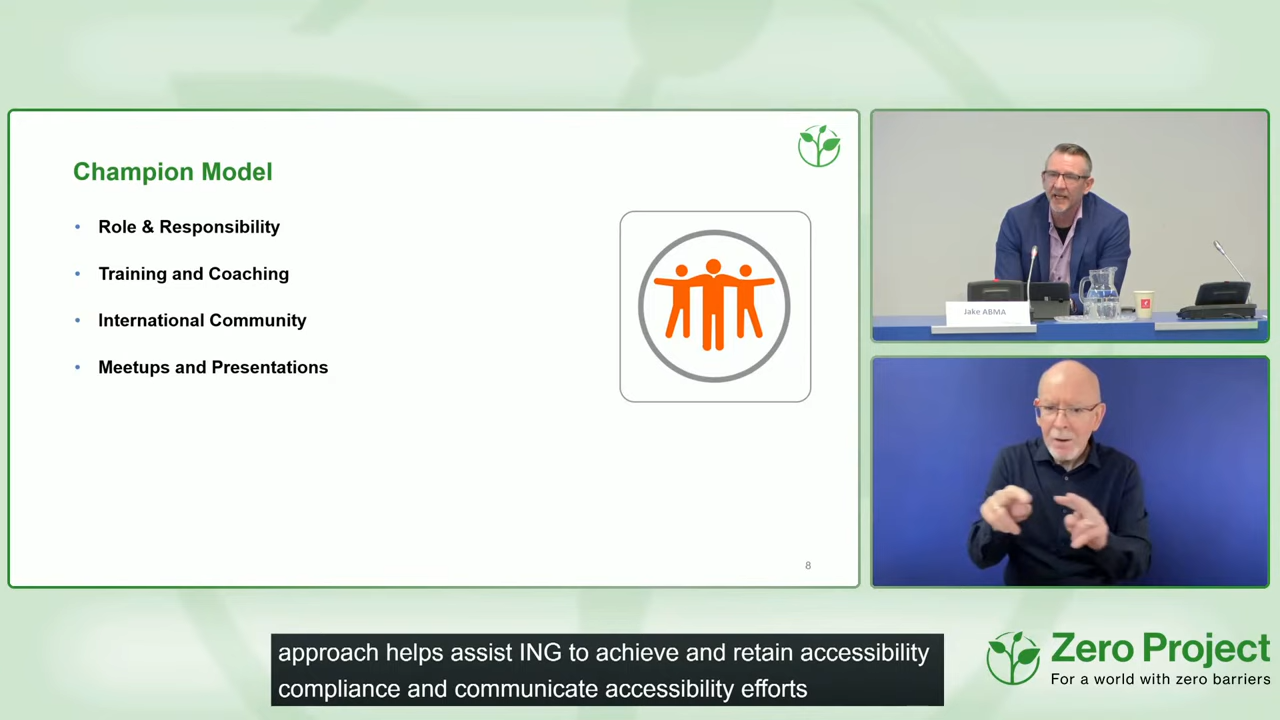 Champion Model
• Role & Responsibility
• Training and Coaching
• International Community
• Meetups and Presentations
8
Jake ABMA
approach helps assist ING to achieve and retain accessibility
compliance and communicate accessibility efforts
Zero Project
For a world with zero barriers